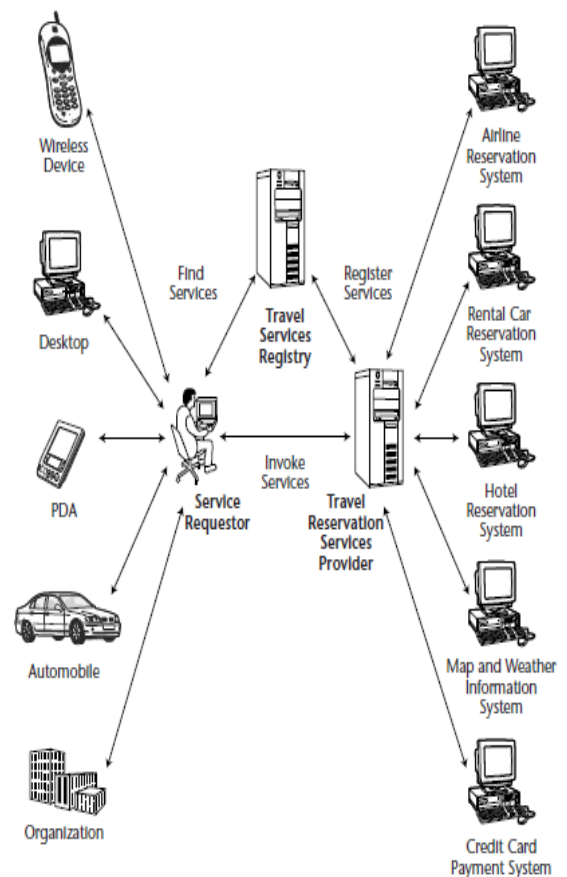 Wireless
Device
Airline
Reservation
System
Find
Services
Register
Services
Travel
Services
Registry
Desktop
Rental Car
Reservation
System
PDA
Service
Requestor
Invoke
Services
Travel
Reservation
Services
Provider
Hotel
Reservation
System
Automobile
Map and Weather
Information
System
Organization
Credit Card
Payment System